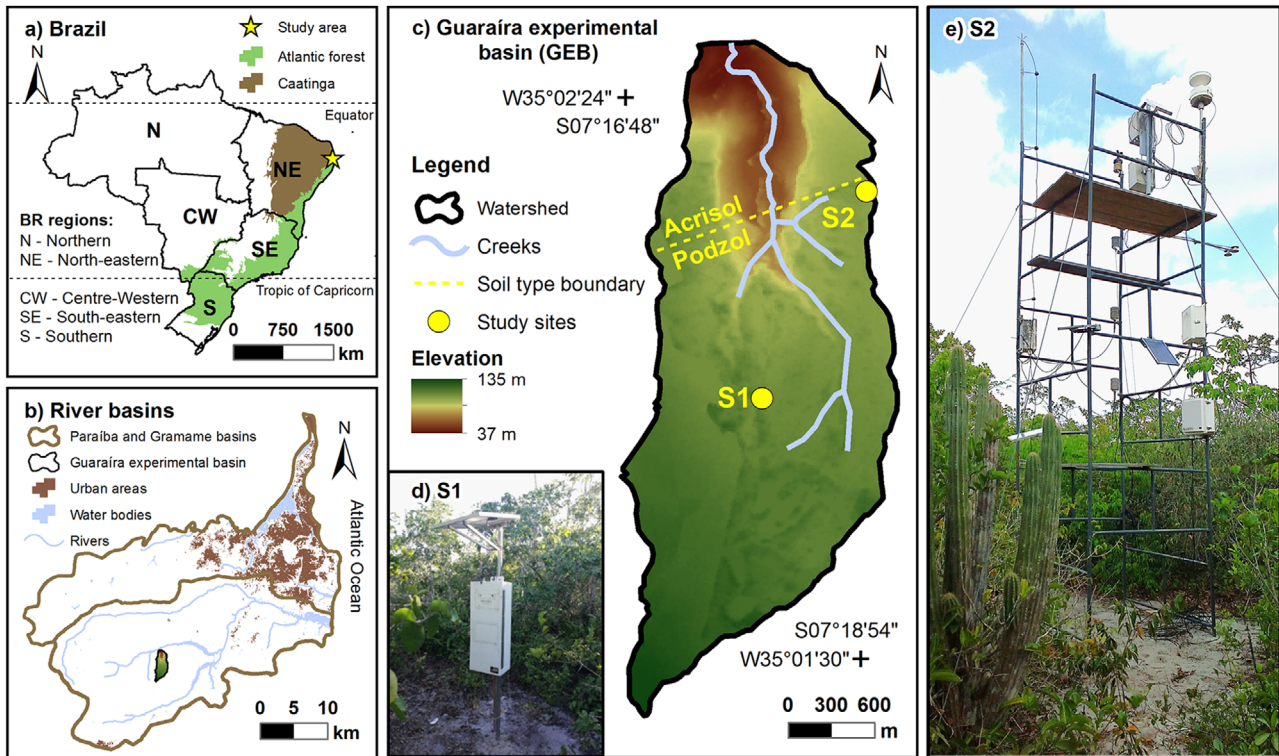 a) Brazil
N
Study area
Atlantic forest
Caatinga
Equator
N
NE
CW
SE
S
BR regions:
N - Northern
NE - North-eastern
Tropic of Capricorn
CW - Centre-Western
SE - South-eastern
S - Southern
0 750 1500
km
b) River basins
Paraíba and Gramame basins
Guaraíra experimental basin
Urban areas
Water bodies
Rivers
N
Atlantic Ocean
0 5 10
km
c) Guaraíra experimental
basin (GEB)
N
W35°02'24" +
S07°16'48"
Legend
Watershed
Creeks
Soil type boundary
Study sites
Elevation
135 m
37 m
Acrisol
Podzol
S2
S1
S07°18'54"
W35°01'30" +
0 300 600
m
d) S1
e) S2